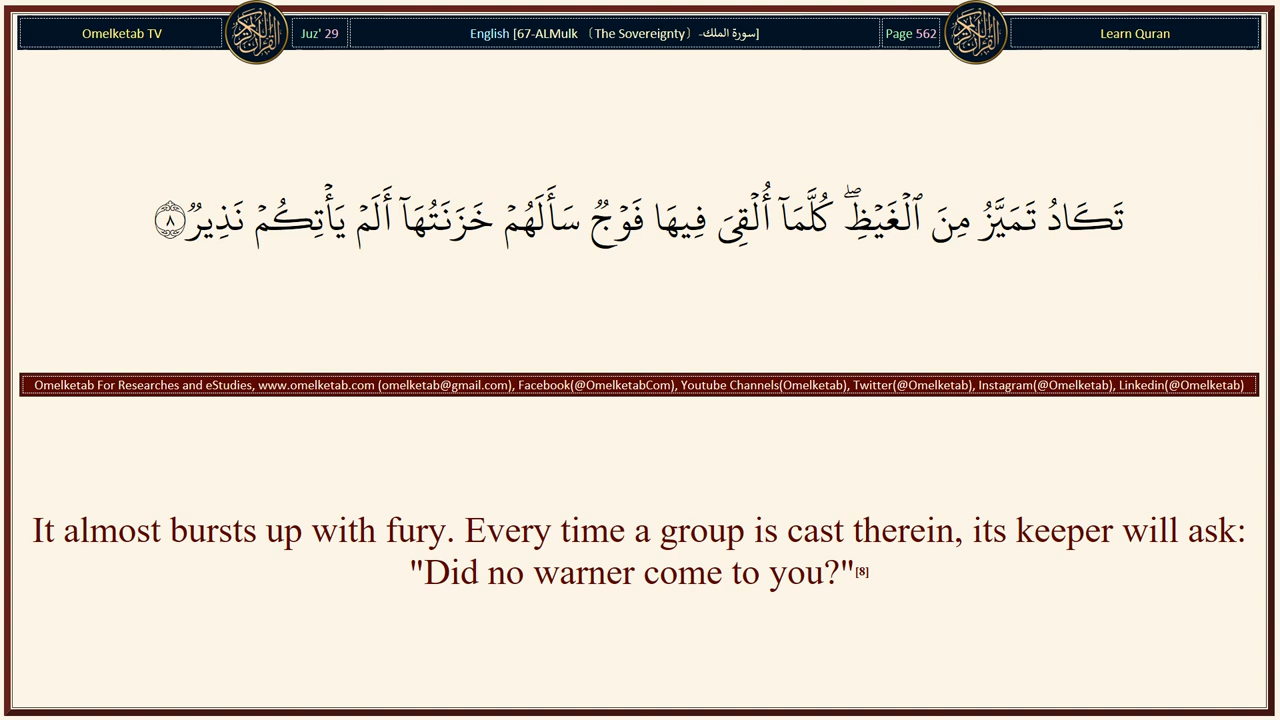 Omelketab TV
Juz' 29
English [67-ALMulk （The Sovereignty） -سورة الملك]
Page 562
Learn Quran
تَكَادُ تَمَيَّزُ مِنَ ٱلْغَيْظِ ۖ كُلَّمَآ أُلْقِىَ فِيهَا فَوْجٌ سَأَلَهُمْ خَزَنَتُهَآ أَلَمْ يَأْتِكُمْ نَذِيرٌ ۝٨
Omelketab For Researches and eStudies, www.omelketab.com (omelketab@gmail.com), Facebook(@OmelketabCom), Youtube Channels(Omelketab), Twitter(@Omelketab), Instagram(@Omelketab), Linkedin(@Omelketab)
It almost bursts up with fury. Every time a group is cast therein, its keeper will ask:
"Did no warner come to you?"[8]